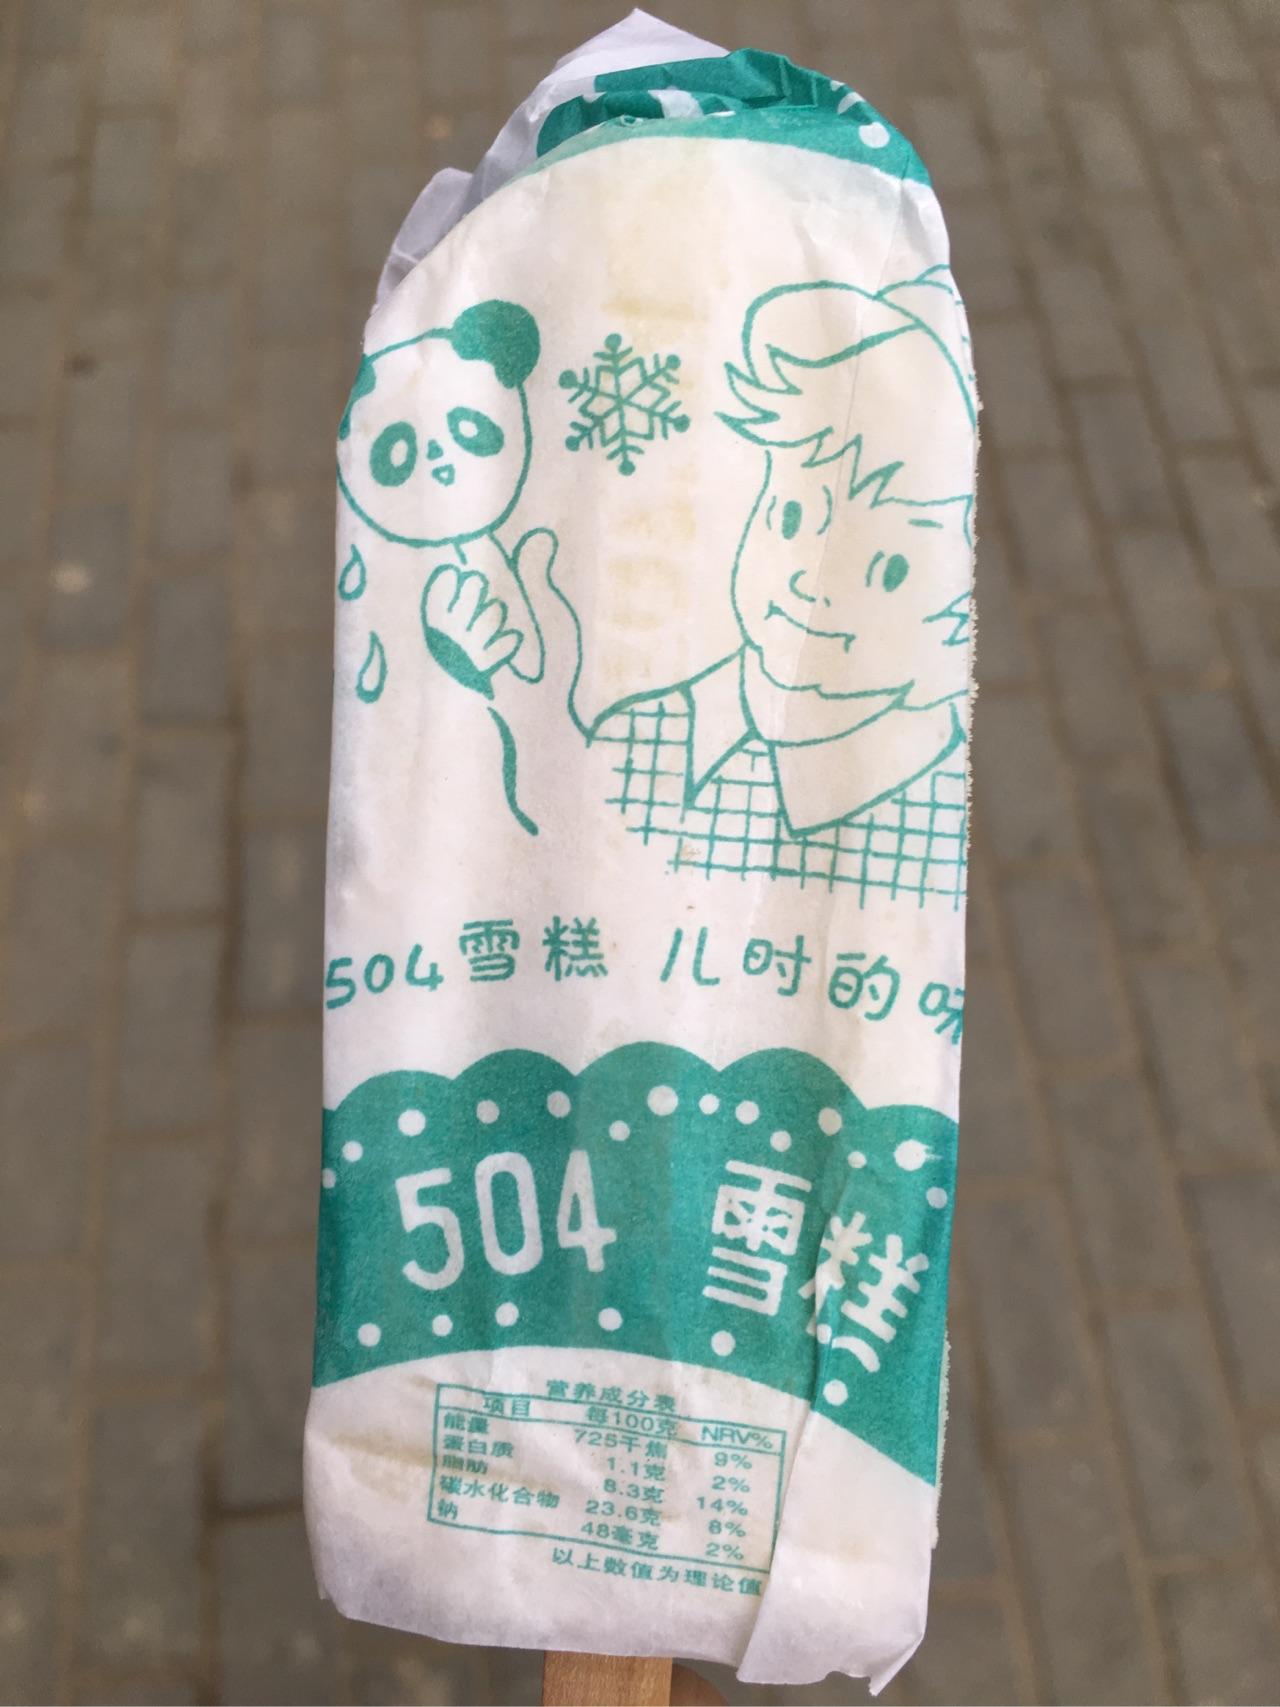 504雪糕 儿时的味
504 雪糕
营养成分表
项目 每100克 NRV%
能量 725千焦 9%
蛋白质 1.1克 2%
脂肪 8.3克 14%
碳水化合物 23.6克 8%
钠 48毫克 2%
以上数值为理论值